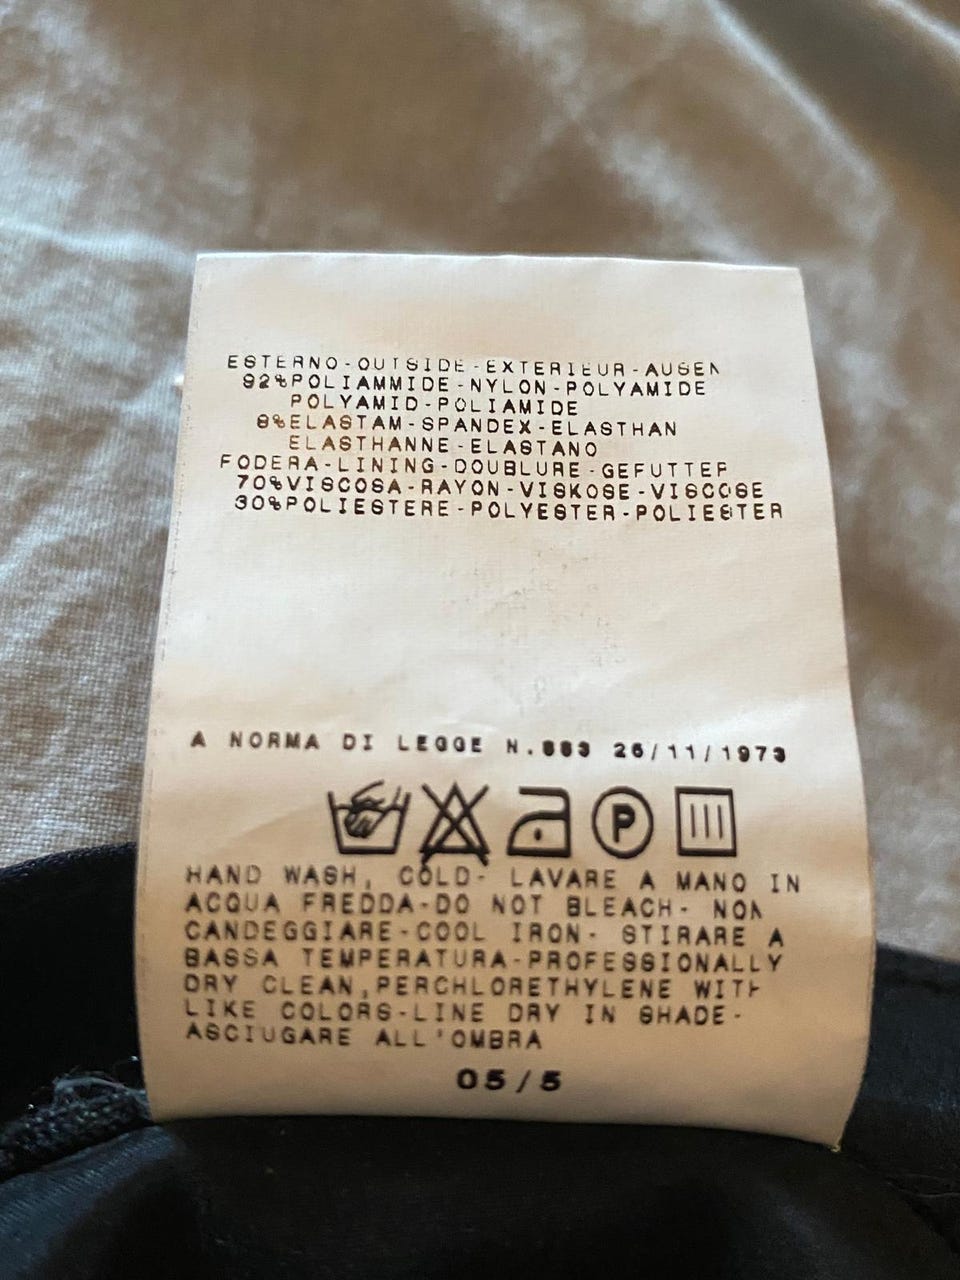 ESTERNO-OUTSIDE-EXTERIEUR-AUSEN
92%POLIAMMIDE-NYLON-POLYAMIDE
POLYAMID-POLIAMIDE
8%ELASTAM-SPANDEX-ELASTHAN
ELASTHANNE-ELASTANO
FODERA-LINING-DOUBLURE-GEFUTTER
70%VISCOSA-RAYON-VISKOSE-VISCOSE
30%POLIESTERE-POLYESTER-POLIESTER
A NORMA DI LEGGE N.883 26/11/1973
P
HAND WASH, COLD- LAVARE A MANO IN
ACQUA FREDDA-DO NOT BLEACH- NON
CANDEGGIARE-COOL IRON- STIRARE A
BASSA TEMPERATURA-PROFESSIONALLY
DRY CLEAN,PERCHLORETHYLENE WITH
LIKE COLORS-LINE DRY IN SHADE-
ASCIUGARE ALL'OMBRA
05/5